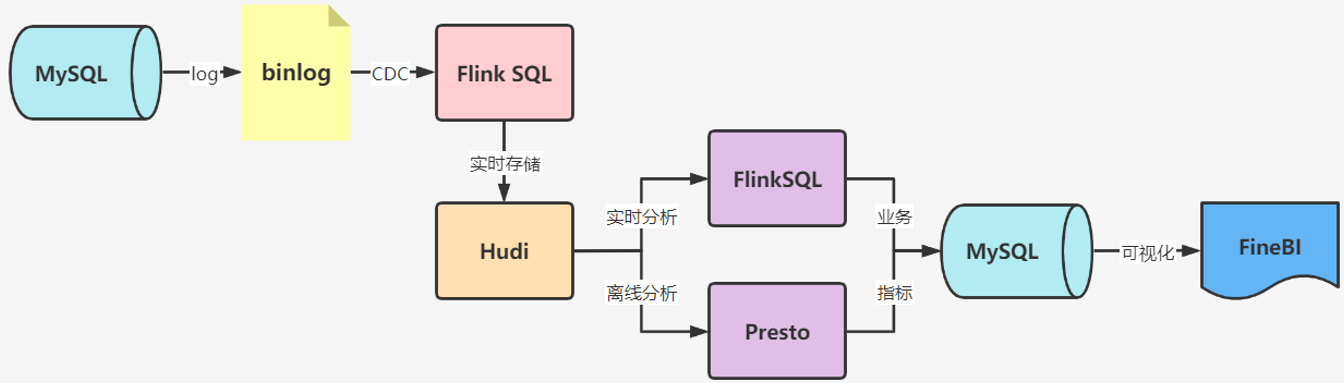 MySQL
log
binlog
CDC
Flink SQL
实时存储
Hudi
实时分析
离线分析
FlinkSQL
Presto
业务
指标
MySQL
可视化
FineBI